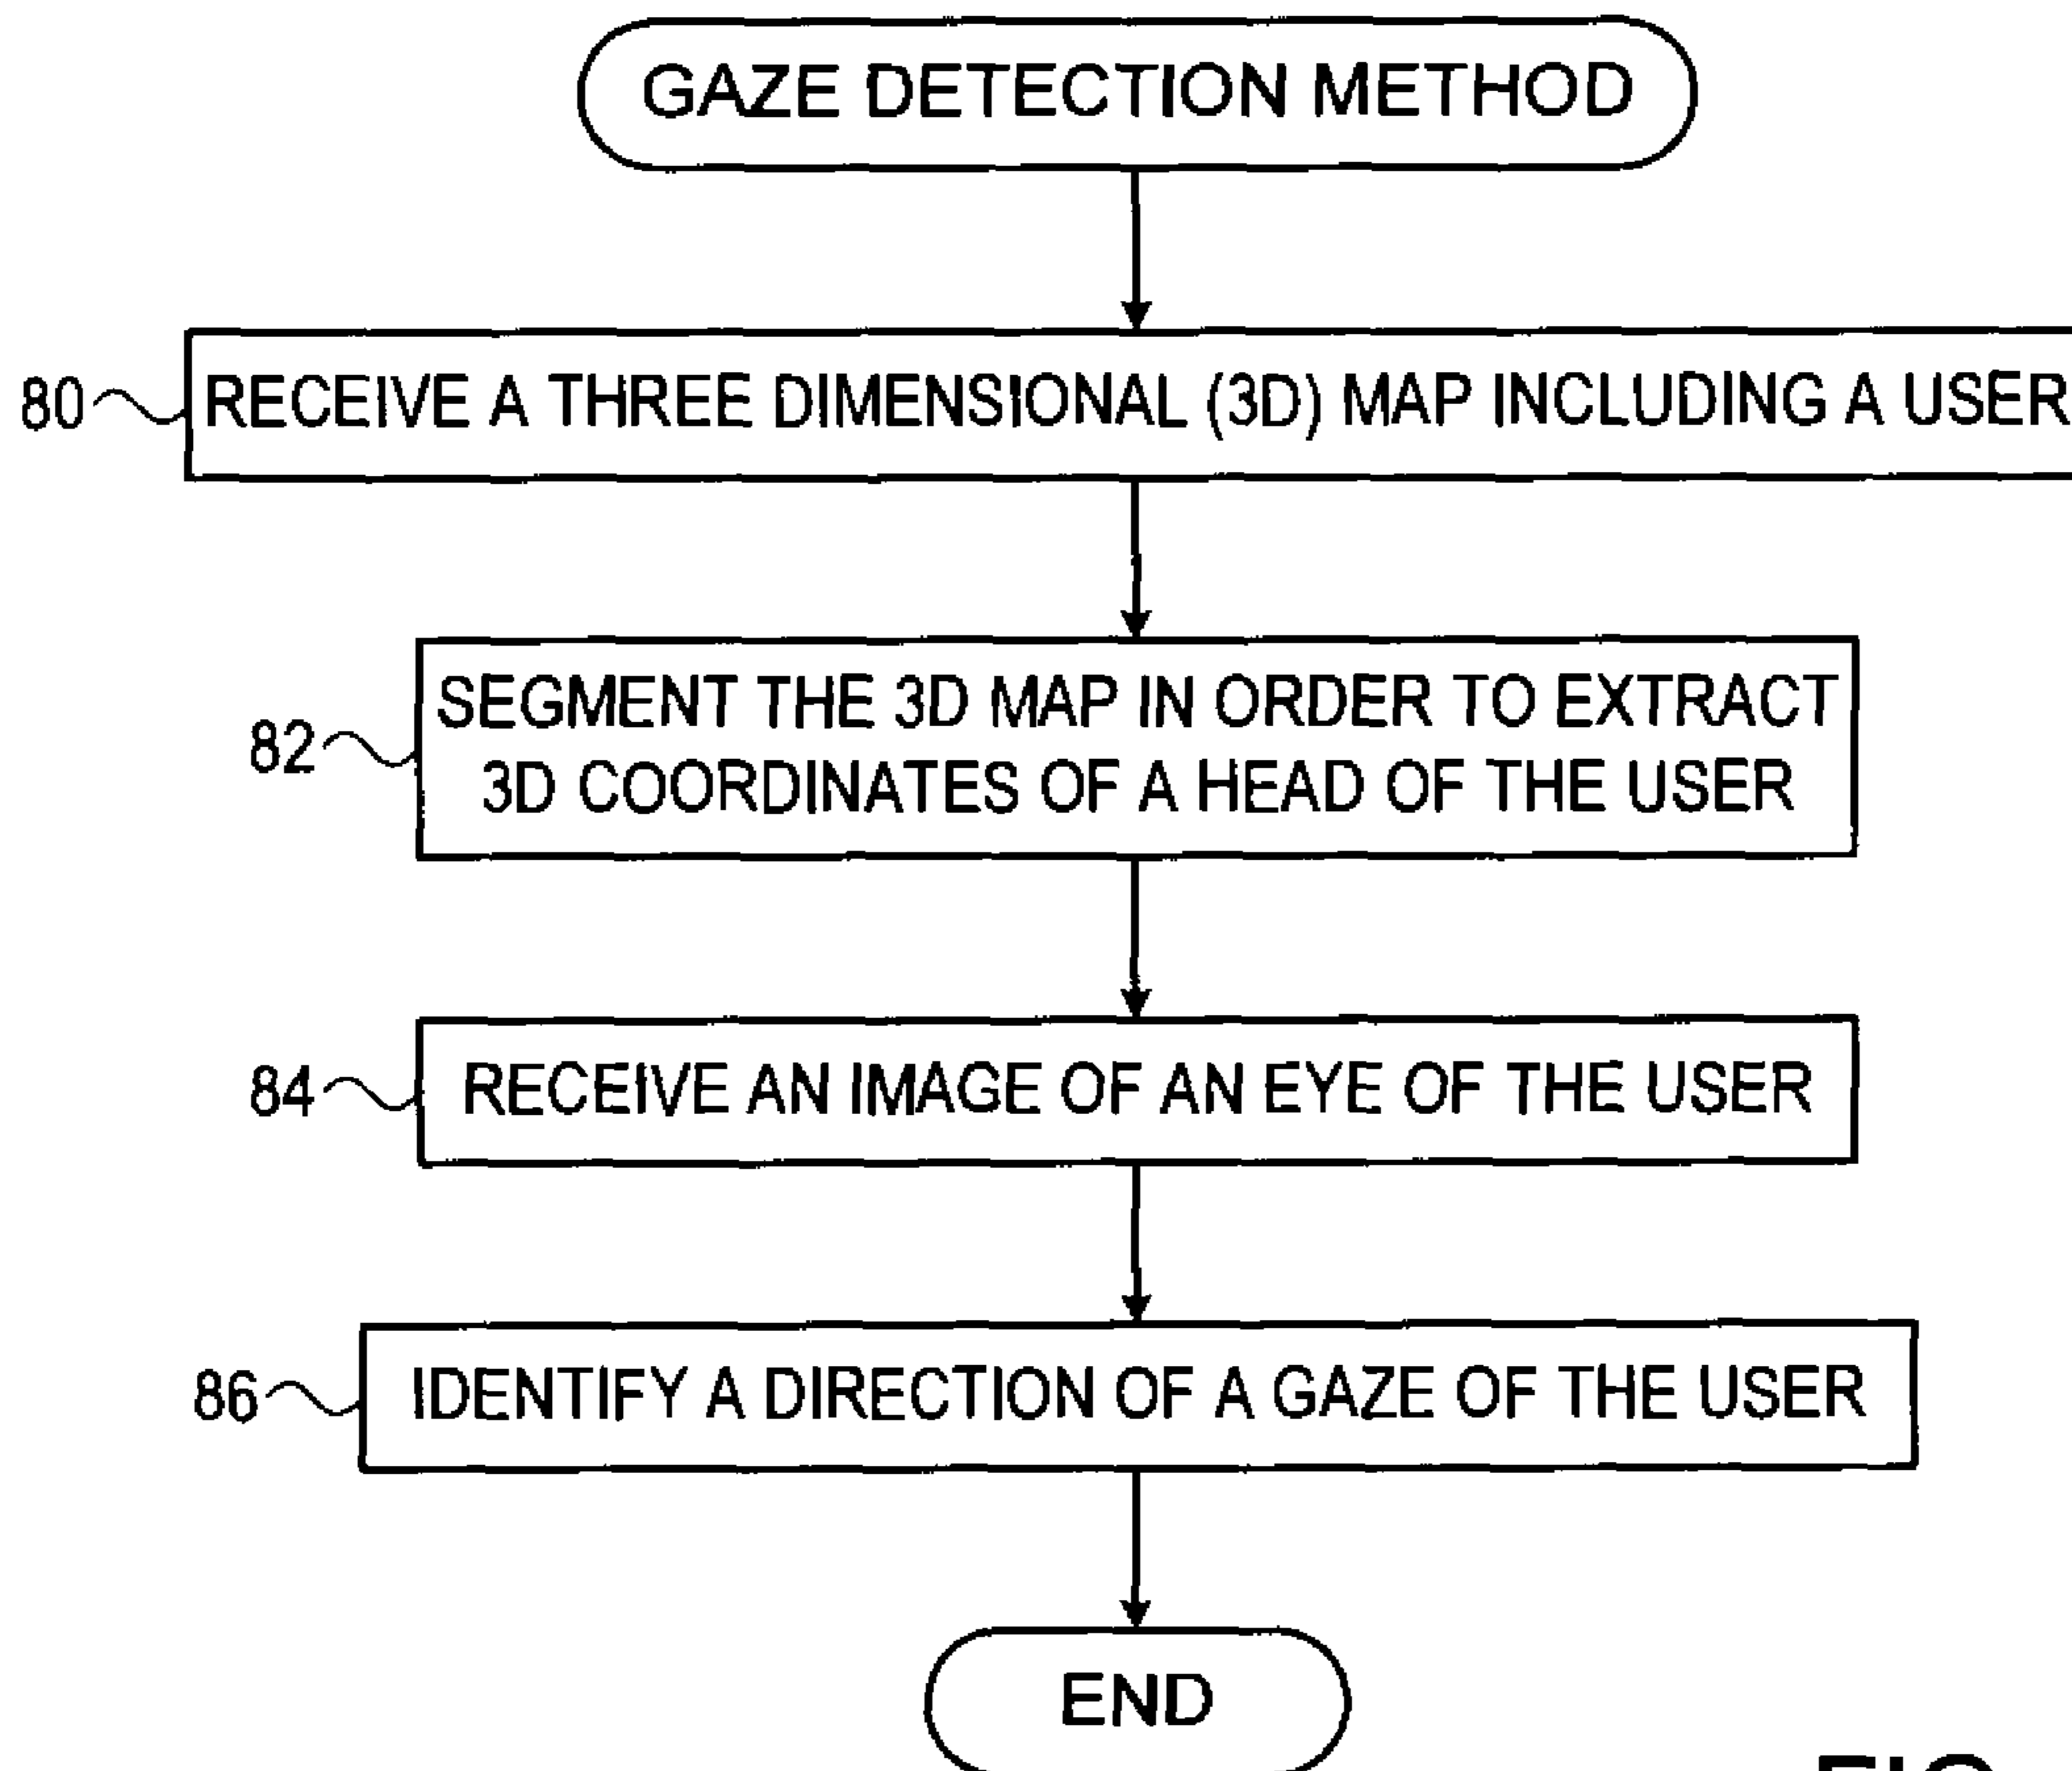 GAZE DETECTION METHOD
80 RECEIVE A THREE DIMENSIONAL (3D) MAP INCLUDING A USER
82 SEGMENT THE 3D MAP IN ORDER TO EXTRACT
3D COORDINATES OF A HEAD OF THE USER
84 RECEIVE AN IMAGE OF AN EYE OF THE USER
86 IDENTIFY A DIRECTION OF A GAZE OF THE USER
END